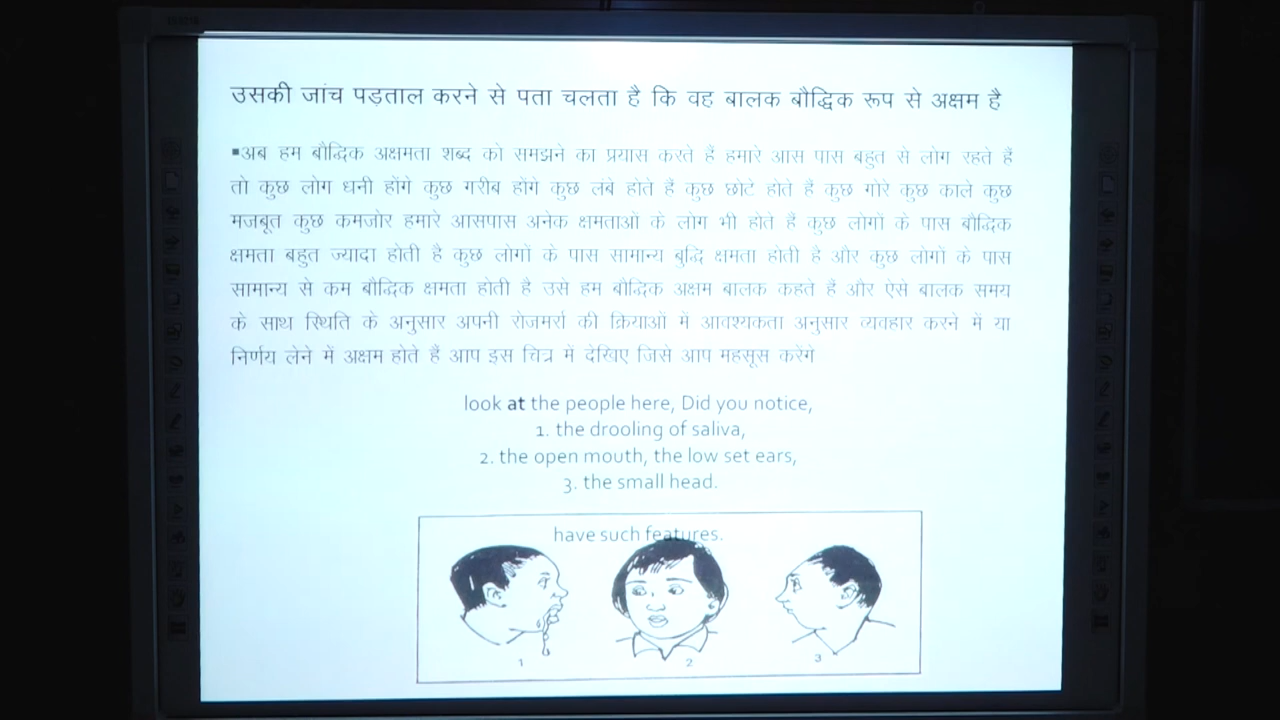 उसकी जांच पड़ताल करने से पता चलता है कि वह बालक बौद्धिक रूप से अक्षम है
▪अब हम बौद्धिक अक्षमता शब्द को समझने का प्रयास करते हैं हमारे आस पास बहुत से लोग रहते हैं
तो कुछ लोग धनी होंगे कुछ गरीब होंगे कुछ लंबे होते हैं कुछ छोटे होते हैं कुछ गोरे कुछ काले कुछ
मजबूत कुछ कमजोर हमारे आसपास अनेक क्षमताओं के लोग भी होते हैं कुछ लोगों के पास बौद्धिक
क्षमता बहुत ज्यादा होती है कुछ लोगों के पास सामान्य बुद्धि क्षमता होती है और कुछ लोगों के पास
सामान्य से कम बौद्धिक क्षमता होती है उसे हम बौद्धिक अक्षम बालक कहते हैं और ऐसे बालक समय
के साथ स्थिति के अनुसार अपनी रोजमर्रा की क्रियाओं में आवश्यकता अनुसार व्यवहार करने में या
निर्णय लेने में अक्षम होते हैं आप इस चित्र में देखिए जिसे आप महसूस करेंगे
look at the people here, Did you notice,
1. the drooling of saliva,
2. the open mouth, the low set ears,
3. the small head.
have such features.
1 2 3